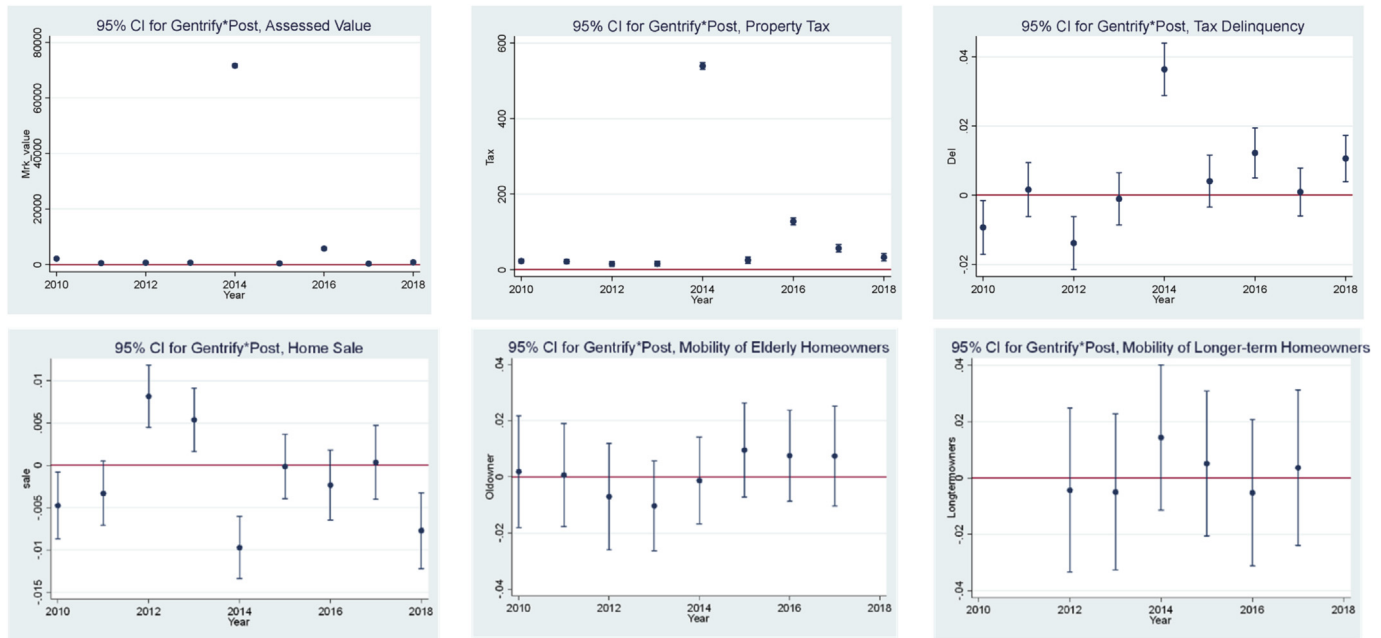 95% CI for Gentrify*Post, Assessed Value
Mrk_value
80000
60000
40000
20000
0
2010 2012 2014 2016 2018
Year
95% CI for Gentrify*Post, Property Tax
Tax
600
400
200
0
2010 2012 2014 2016 2018
Year
95% CI for Gentrify*Post, Tax Delinquency
Del
.04
.02
0
-.02
2010 2012 2014 2016 2018
Year
95% CI for Gentrify*Post, Home Sale
sale
.01
.005
0
-.005
-.01
-.015
2010 2012 2014 2016 2018
Year
95% CI for Gentrify*Post, Mobility of Elderly Homeowners
Oldowner
.04
.02
0
-.02
-.04
2010 2012 2014 2016 2018
Year
95% CI for Gentrify*Post, Mobility of Longer-term Homeowners
Longtermowners
.04
.02
0
-.02
-.04
2010 2012 2014 2016 2018
Year